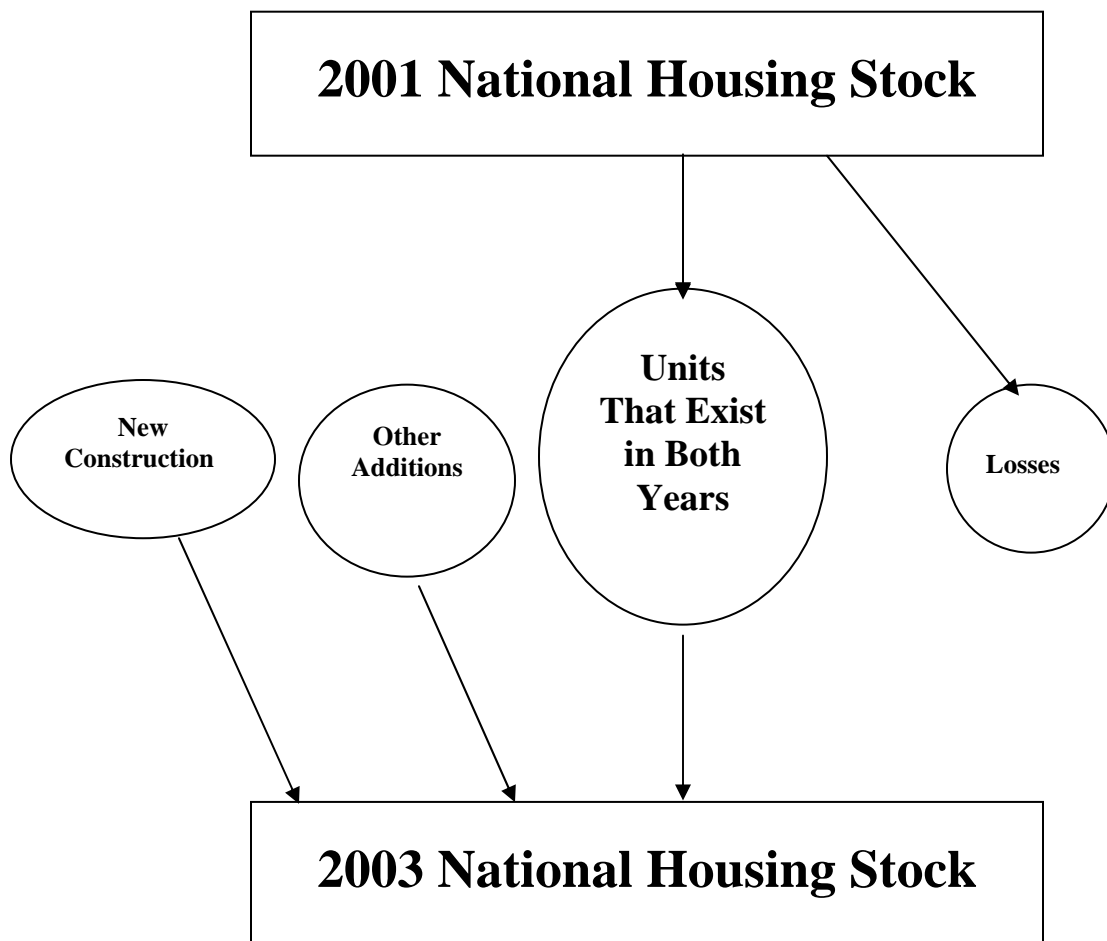 2001 National Housing Stock
Units
That Exist
in Both
Years
New
Construction
Other
Additions
Losses
2003 National Housing Stock